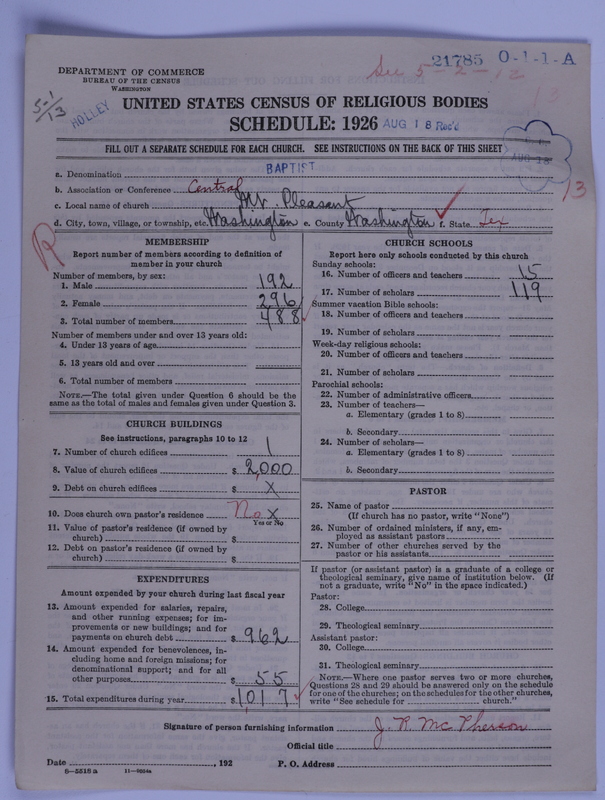 21785 0-1-1-A
See 5-2-12
DEPARTMENT OF COMMERCE
BUREAU OF THE CENSUS
WASHINGTON
5-1/13
HOLLEY
13
UNITED STATES CENSUS OF RELIGIOUS BODIES
SCHEDULE: 1926 AUG 18 Rec'd
FILL OUT A SEPARATE SCHEDULE FOR EACH CHURCH. SEE INSTRUCTIONS ON THE BACK OF THIS SHEET
AUG 18
a. Denomination BAPTIST
b. Association or Conference Central
13
c. Local name of church Mt. Pleasant
d. City, town, village, or township, etc. Washington e. County Washington f. State Tex
R
MEMBERSHIP
Report number of members according to definition of
member in your church
Number of members, by sex:
1. Male 192
2. Female 296
3. Total number of members 488
Number of members under and over 13 years old:
4. Under 13 years of age
5. 13 years old and over
6. Total number of members
NOTE.—The total given under Question 6 should be the
same as the total of males and females given under Question 3.
CHURCH BUILDINGS
See instructions, paragraphs 10 to 12
7. Number of church edifices 1
8. Value of church edifices $ 2,000
9. Debt on church edifices $ X
10. Does church own pastor's residence No X
Yes or No
11. Value of pastor's residence (if owned by
church) $
12. Debt on pastor's residence (if owned by
church) $
EXPENDITURES
Amount expended by your church during last fiscal year
13. Amount expended for salaries, repairs,
and other running expenses; for im-
provements or new buildings; and for
payments on church debt $ 962
14. Amount expended for benevolences, in-
cluding home and foreign missions; for
denominational support; and for all
other purposes $ 55
15. Total expenditures during year $ 1017
CHURCH SCHOOLS
Report here only schools conducted by this church
Sunday schools:
16. Number of officers and teachers 15
17. Number of scholars 119
Summer vacation Bible schools:
18. Number of officers and teachers
19. Number of scholars
Week-day religious schools:
20. Number of officers and teachers
21. Number of scholars
Parochial schools:
22. Number of administrative officers
23. Number of teachers—
a. Elementary (grades 1 to 8)
b. Secondary
24. Number of scholars—
a. Elementary (grades 1 to 8)
b. Secondary
PASTOR
25. Name of pastor
(If church has no pastor, write "None")
26. Number of ordained ministers, if any, em-
ployed as assistant pastors
27. Number of other churches served by the
pastor or his assistants
If pastor (or assistant pastor) is a graduate of a college or
theological seminary, give name of institution below. (If
not a graduate, write "No" in the space indicated.)
Pastor:
28. College
29. Theological seminary
Assistant pastor:
30. College
31. Theological seminary
NOTE.—Where one pastor serves two or more churches,
Questions 28 and 29 should be answered only on the schedule
for one of the churches; on the schedules for the other churches,
write "See schedule for church."
Signature of person furnishing information J. R. McPherson
Official title
Date , 192 P. O. Address
6—5516 a 11—9034a